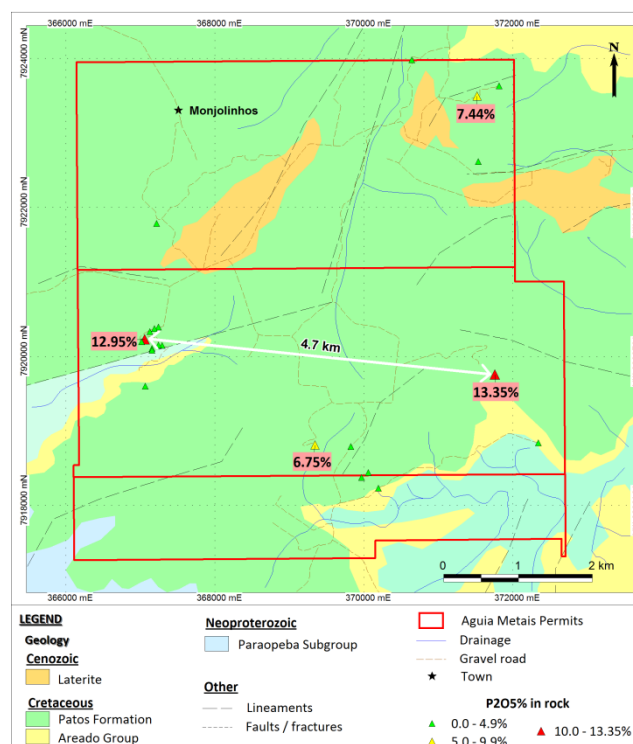 366000 mE 368000 mE 370000 mE 372000 mE
7924000 mN
N
Monjolinhos
7.44%
7922000 mN
12.95%
4.7 km
7920000 mN
13.35%
6.75%
7918000 mN
0 1 2 km
366000 mE 368000 mE 370000 mE 372000 mE
LEGEND
Geology
Cenozoic
Laterite
Cretaceous
Patos Formation
Areado Group
Neoproterozoic
Paraopeba Subgroup
Other
Lineaments
Faults / fractures
Aguia Metais Permits
Drainage
Gravel road
Town
P2O5% in rock
0.0 - 4.9%
5.0 - 9.9%
10.0 - 13.35%